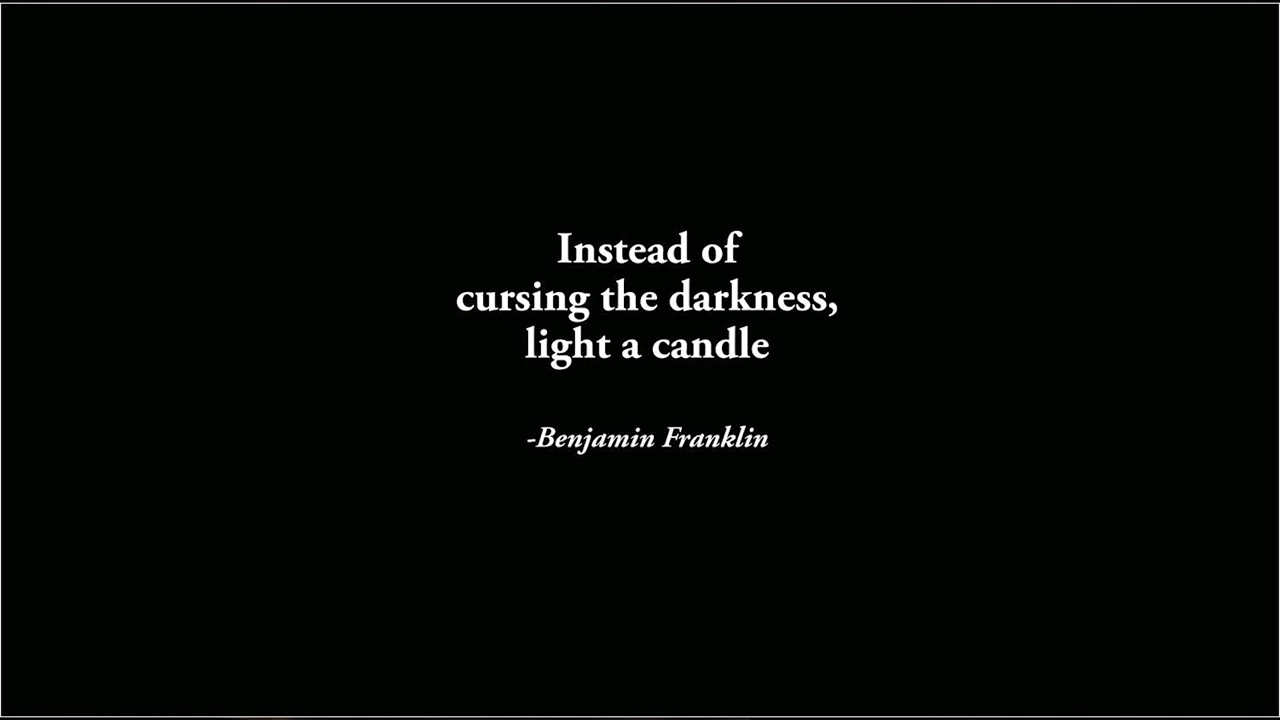 Instead of
cursing the darkness,
light a candle
-Benjamin Franklin